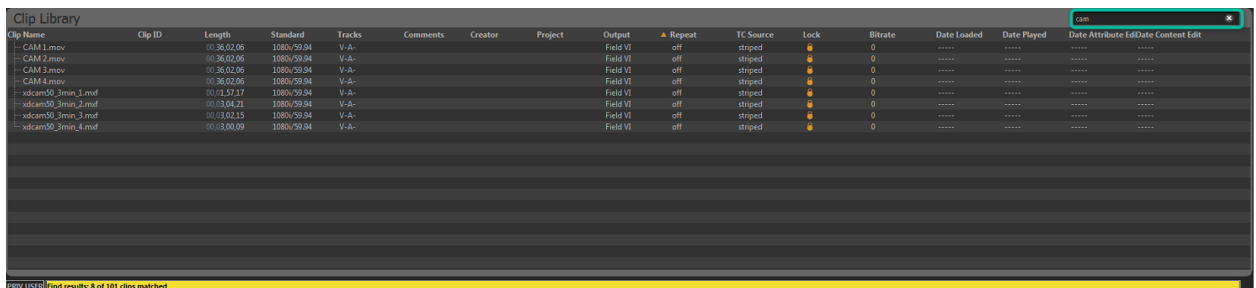 Clip Library cam
Clip Name Clip ID Length Standard Tracks Comments Creator Project Output Repeat TC Source Lock Bitrate Date Loaded Date Played Date Attribute EdiDate Content Edit
CAM 1.mov 00,36,02,06 1080i/59.94 V-A- Field VI off striped 0 ----- ----- ----- -----
CAM 2.mov 00,36,02,06 1080i/59.94 V-A- Field VI off striped 0 ----- ----- ----- -----
CAM 3.mov 00,36,02,06 1080i/59.94 V-A- Field VI off striped 0 ----- ----- ----- -----
CAM 4.mov 00,36,02,06 1080i/59.94 V-A- Field VI off striped 0 ----- ----- ----- -----
xdcam50_3min_1.mxf 00,01,57,17 1080i/59.94 V-A- Field VI off striped 0 ----- ----- ----- -----
xdcam50_3min_2.mxf 00,03,04,21 1080i/59.94 V-A- Field VI off striped 0 ----- ----- ----- -----
xdcam50_3min_3.mxf 00,03,02,15 1080i/59.94 V-A- Field VI off striped 0 ----- ----- ----- -----
xdcam50_3min_4.mxf 00,03,00,09 1080i/59.94 V-A- Field VI off striped 0 ----- ----- ----- -----
PRIV USER Find results: 8 of 101 clips matched